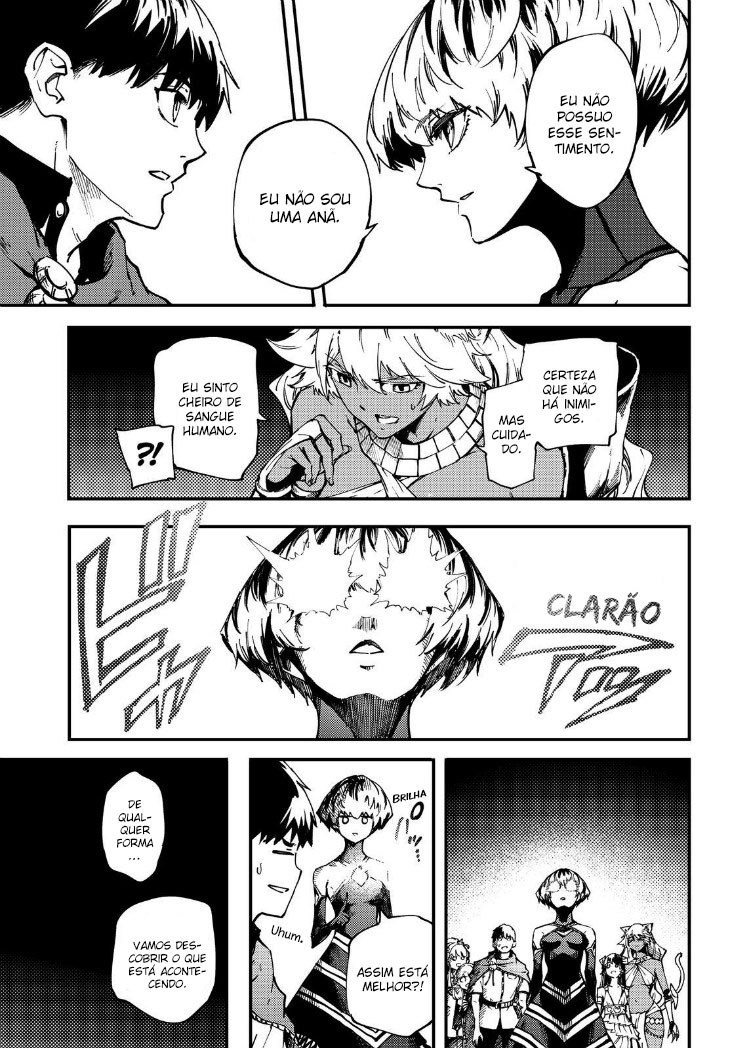 EU NÃO
POSSUO
ESSE SEN-
TIMENTO.
EU NÃO SOU
UMA ANÃ.
CERTEZA
QUE NÃO
HÁ INIMI-
GOS.
MAS
CUIDA-
DO.
EU SINTO
CHEIRO DE
SANGUE
HUMANO.
?!
CLARÃO
BRILHA
Uhum.
ASSIM ESTÁ
MELHOR?!
DE
QUAL-
QUER
FORMA
...
VAMOS DES-
COBRIR O QUE
ESTÁ ACONTE-
CENDO.